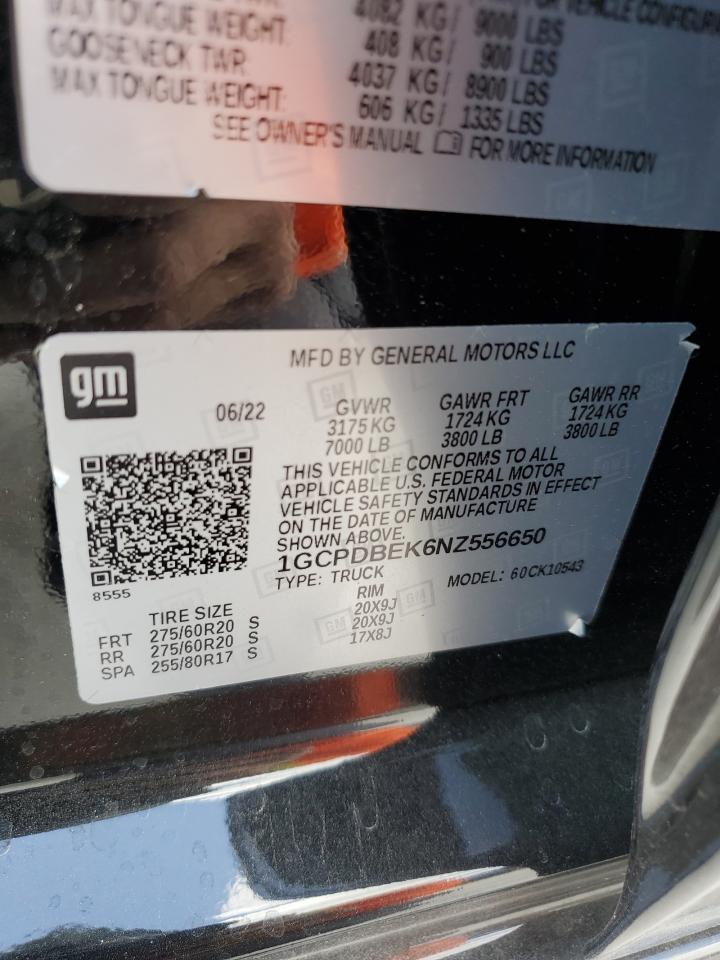 4082 KG/ 9000 LBS
MAX TONGUE WEIGHT: 408 KG/ 900 LBS
GOOSENECK TWR: 4037 KG/ 8900 LBS
MAX TONGUE WEIGHT: 606 KG/ 1335 LBS
SEE OWNER'S MANUAL FOR MORE INFORMATION
gm
MFD BY GENERAL MOTORS LLC
06/22 GVWR GAWR FRT GAWR RR
3175 KG 1724 KG 1724 KG
7000 LB 3800 LB 3800 LB
THIS VEHICLE CONFORMS TO ALL
APPLICABLE U.S. FEDERAL MOTOR
VEHICLE SAFETY STANDARDS IN EFFECT
ON THE DATE OF MANUFACTURE
SHOWN ABOVE.
1GCPDBEK6NZ556650
TYPE: TRUCK MODEL: 60CK10543
8555
TIRE SIZE RIM
FRT 275/60R20 S 20X9J
RR 275/60R20 S 20X9J
SPA 255/80R17 S 17X8J